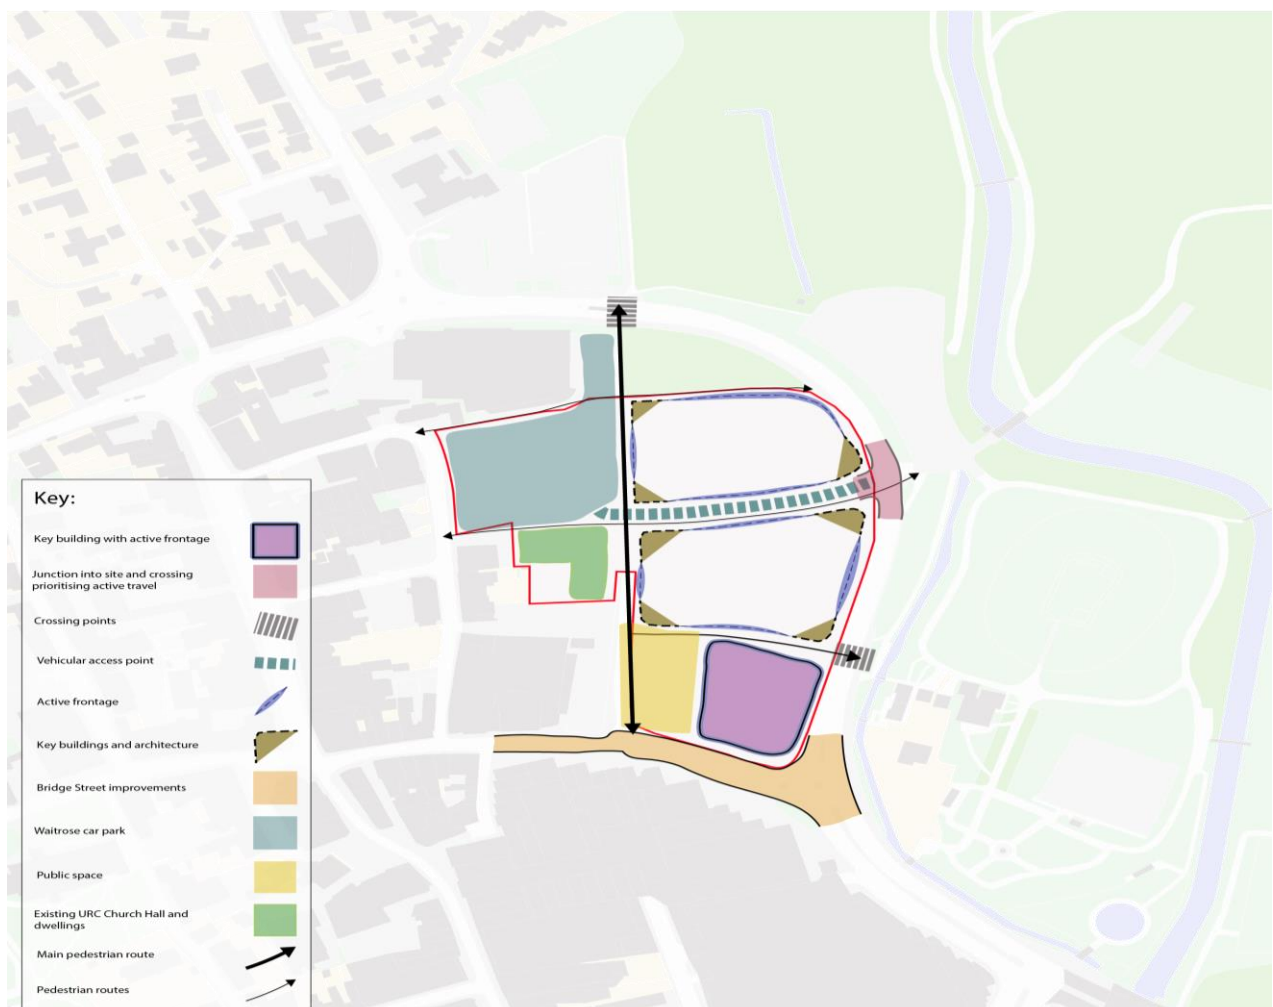 Key:
Key building with active frontage
Junction into site and crossing
prioritising active travel
Crossing points
Vehicular access point
Active frontage
Key buildings and architecture
Bridge Street improvements
Waitrose car park
Public space
Existing URC Church Hall and
dwellings
Main pedestrian route
Pedestrian routes